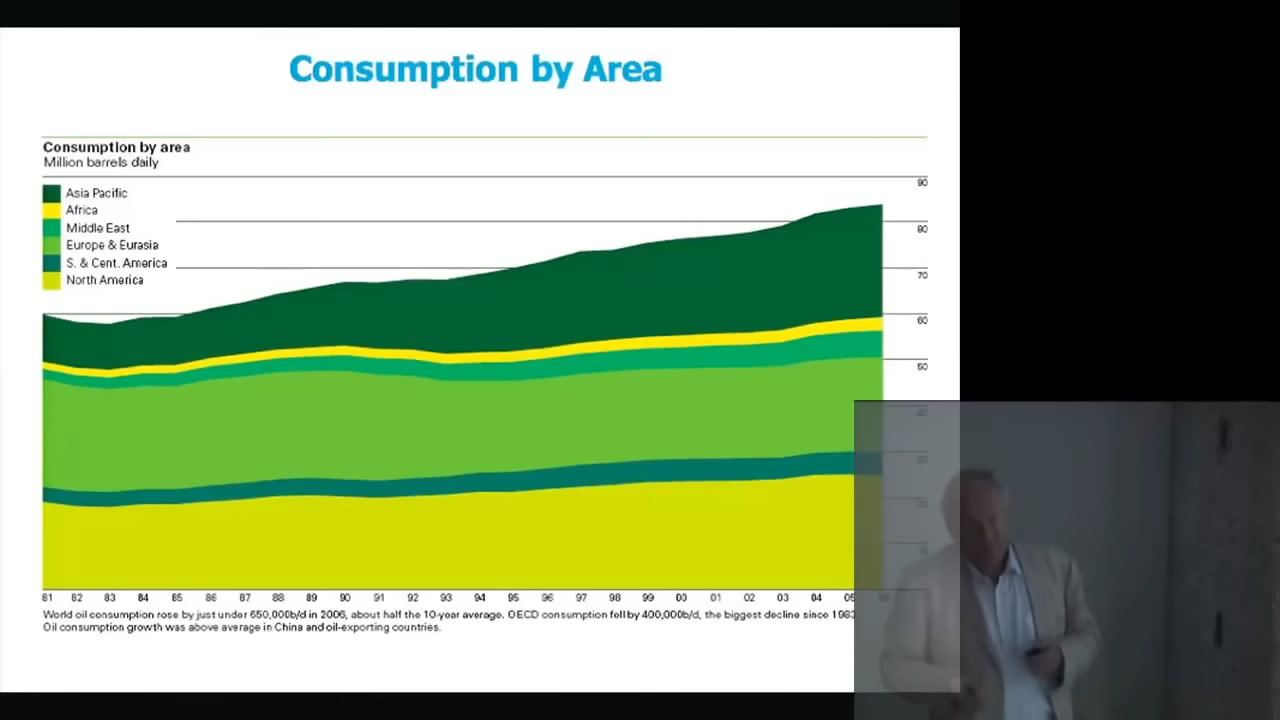 Consumption by Area
Consumption by area
Million barrels daily
Asia Pacific
Africa
Middle East
Europe & Eurasia
S. & Cent. America
North America
90
80
70
60
50
40
30
20
81 82 83 84 85 86 87 88 89 90 91 92 93 94 95 96 97 98 99 00 01 02 03 04 05
World oil consumption rose by just under 650,000b/d in 2006, about half the 10-year average. OECD consumption fell by 400,000b/d, the biggest decline since 1983
Oil consumption growth was above average in China and oil-exporting countries.